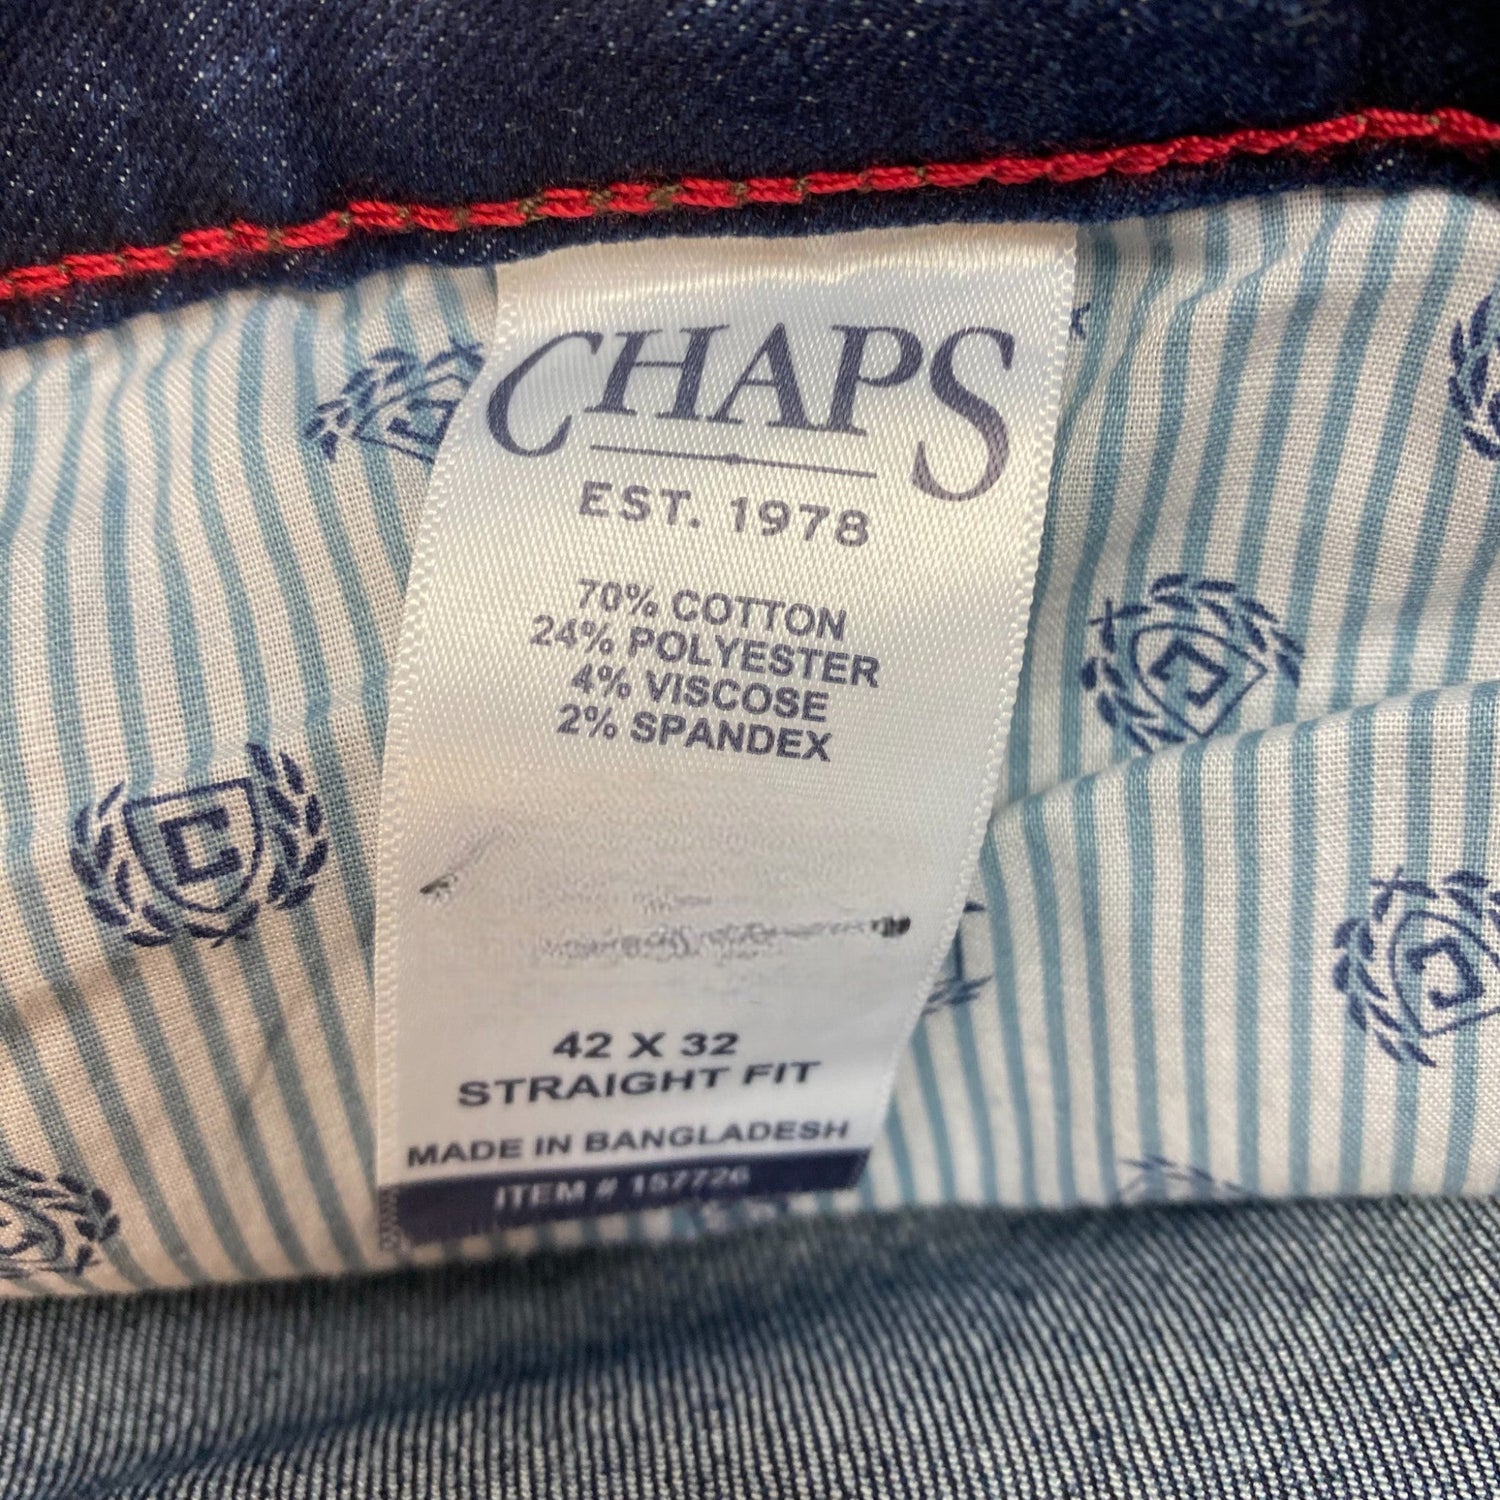 CHAPS
EST. 1978
70% COTTON
24% POLYESTER
4% VISCOSE
2% SPANDEX
42 X 32
STRAIGHT FIT
MADE IN BANGLADESH
ITEM # 157726
C
C
C
C